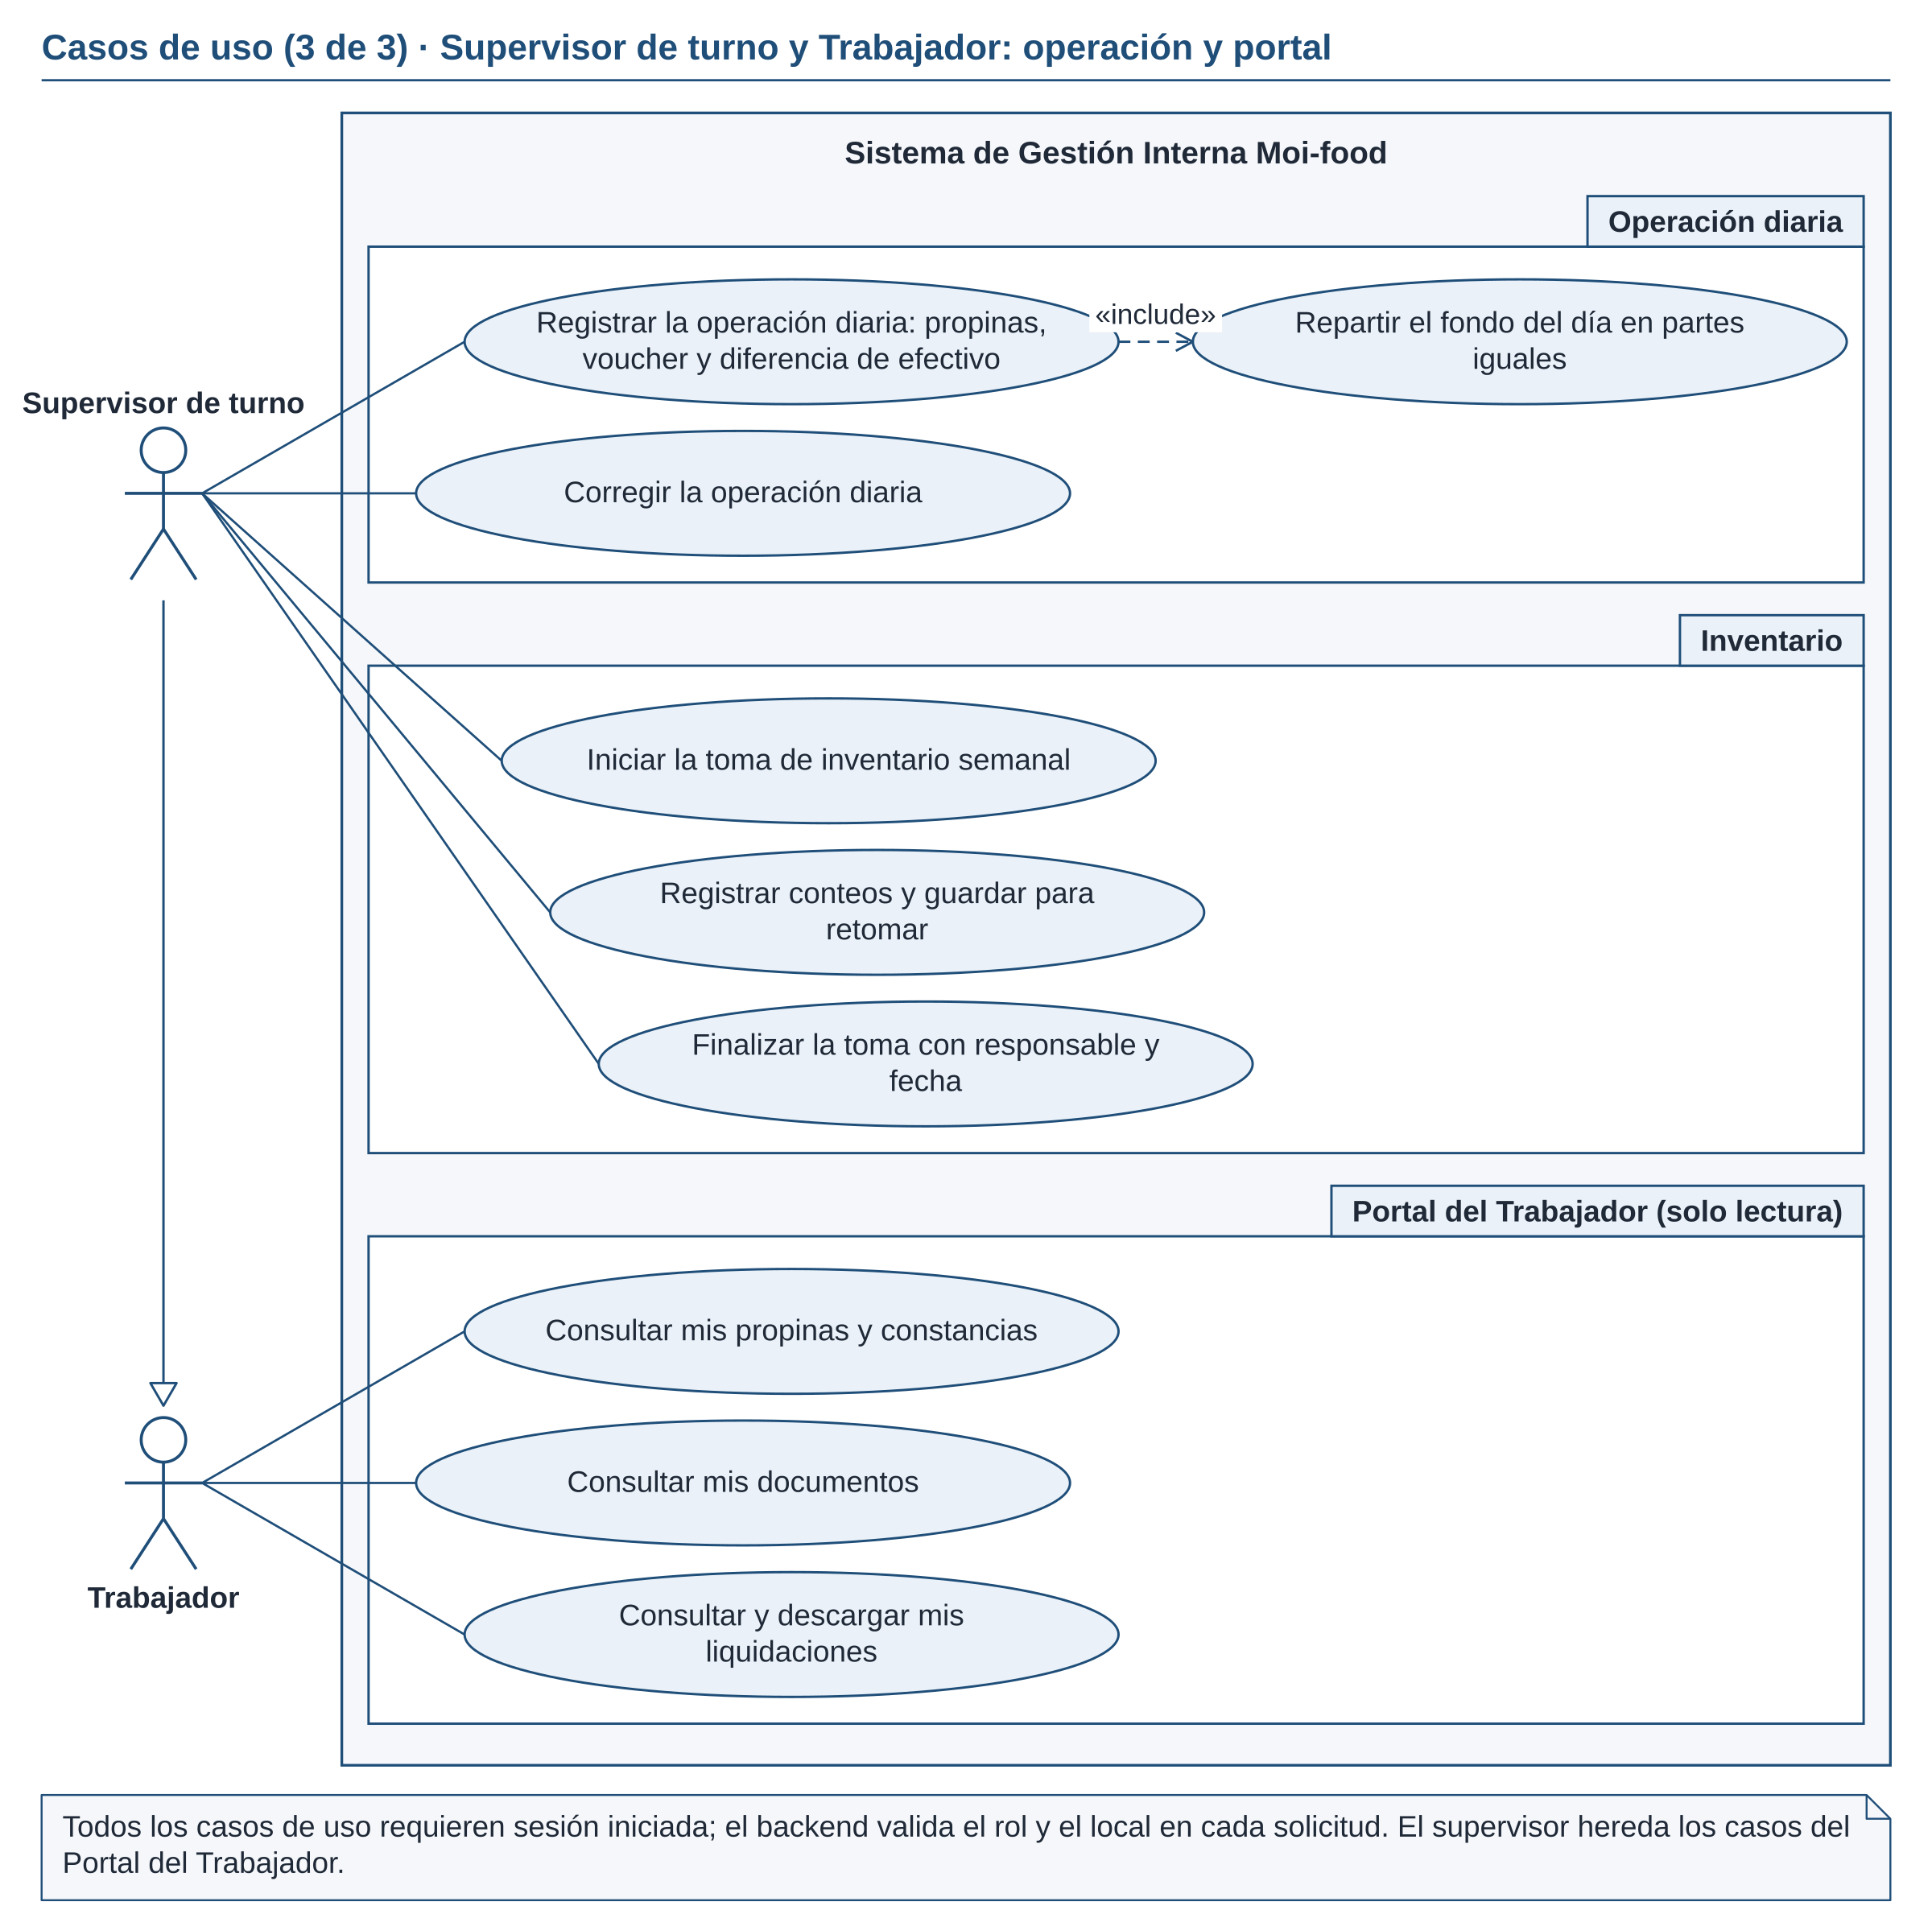 Casos de uso (3 de 3) · Supervisor de turno y Trabajador: operación y portal
Sistema de Gestión Interna Moi-food
Operación diaria
Registrar la operación diaria: propinas,
voucher y diferencia de efectivo
«include»
Repartir el fondo del día en partes
iguales
Supervisor de turno
Corregir la operación diaria
Inventario
Iniciar la toma de inventario semanal
Registrar conteos y guardar para
retomar
Finalizar la toma con responsable y
fecha
Portal del Trabajador (solo lectura)
Consultar mis propinas y constancias
Consultar mis documentos
Trabajador
Consultar y descargar mis
liquidaciones
Todos los casos de uso requieren sesión iniciada; el backend valida el rol y el local en cada solicitud. El supervisor hereda los casos del
Portal del Trabajador.